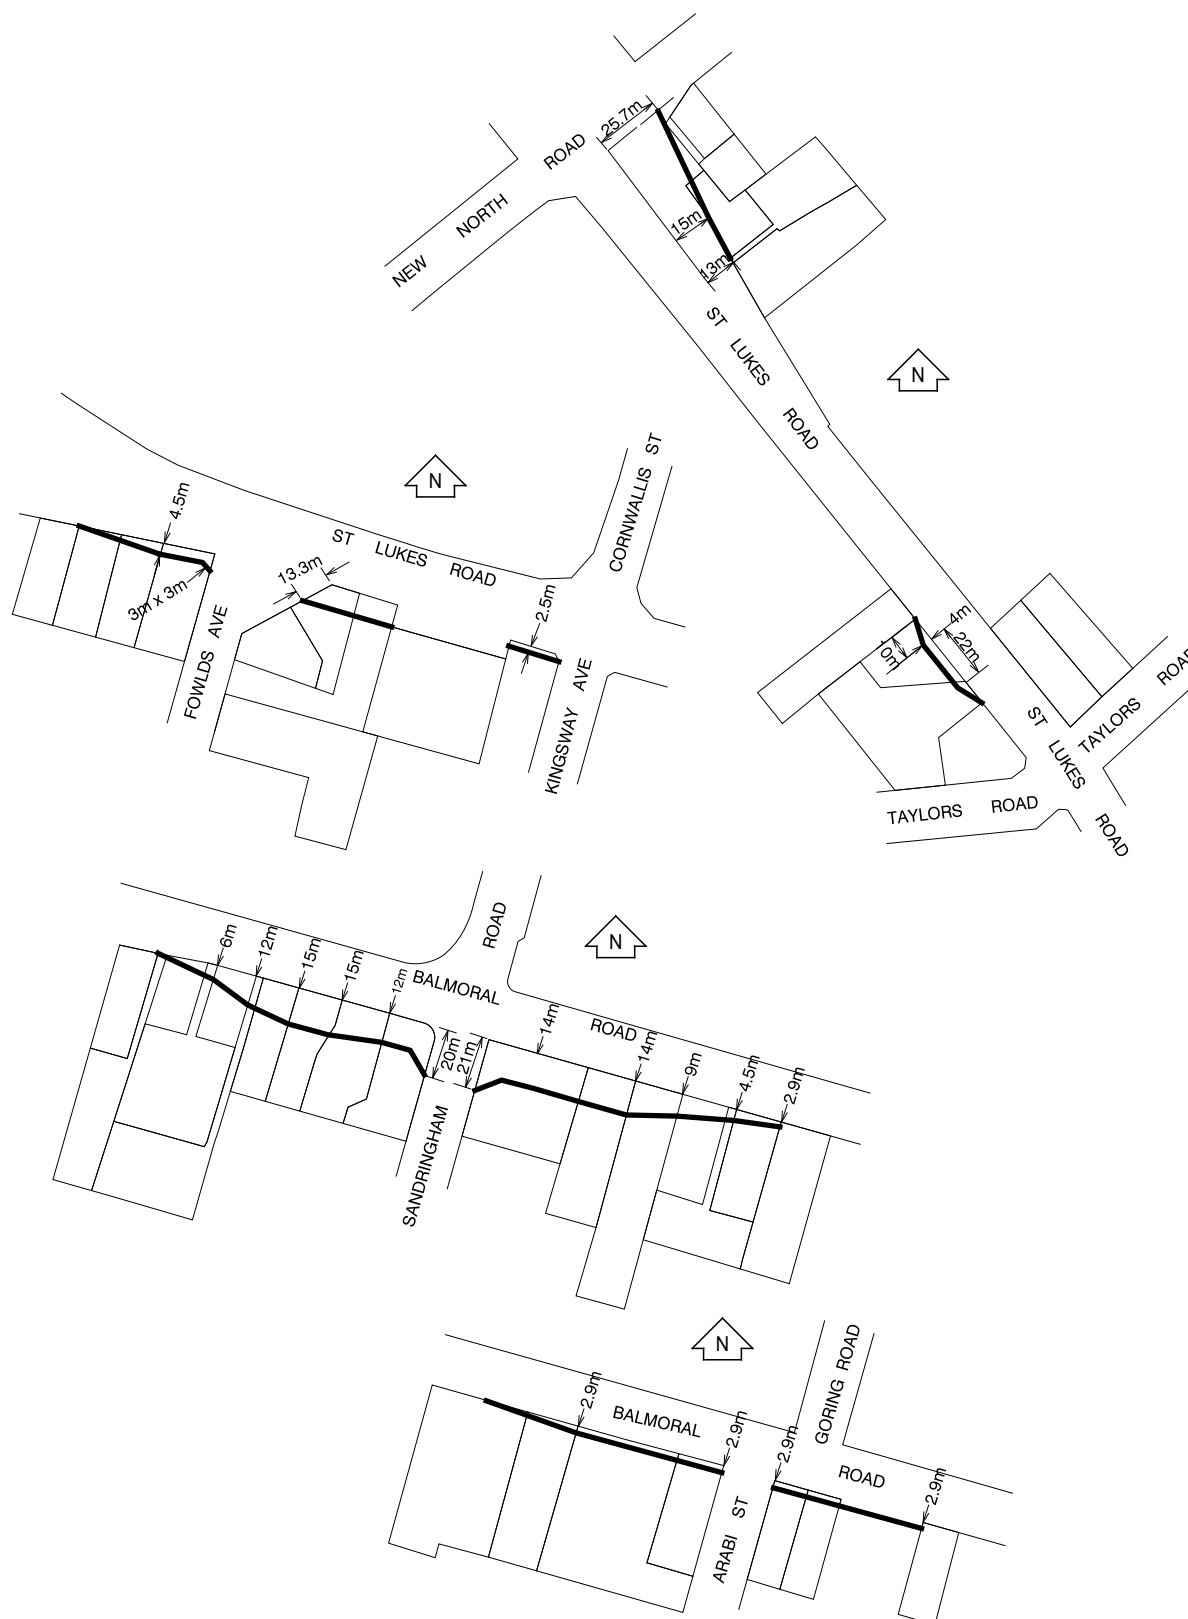 25.7m
NEW NORTH ROAD
15m
13m
ST LUKES ROAD
N
N
CORNWALLIS ST
4.5m
ST LUKES ROAD
13.3m
3m x 3m
FOWLDS AVE
2.5m
KINGSWAY AVE
4m
22m
10m
ST LUKES ROAD
TAYLORS ROAD
TAYLORS ROAD
N
ROAD
BALMORAL
ROAD
6m
12m
15m
15m
12m
20m
21m
14m
14m
9m
4.5m
2.9m
SANDRINGHAM
N
GORING ROAD
BALMORAL
ROAD
2.9m
2.9m
2.9m
2.9m
ARABI ST